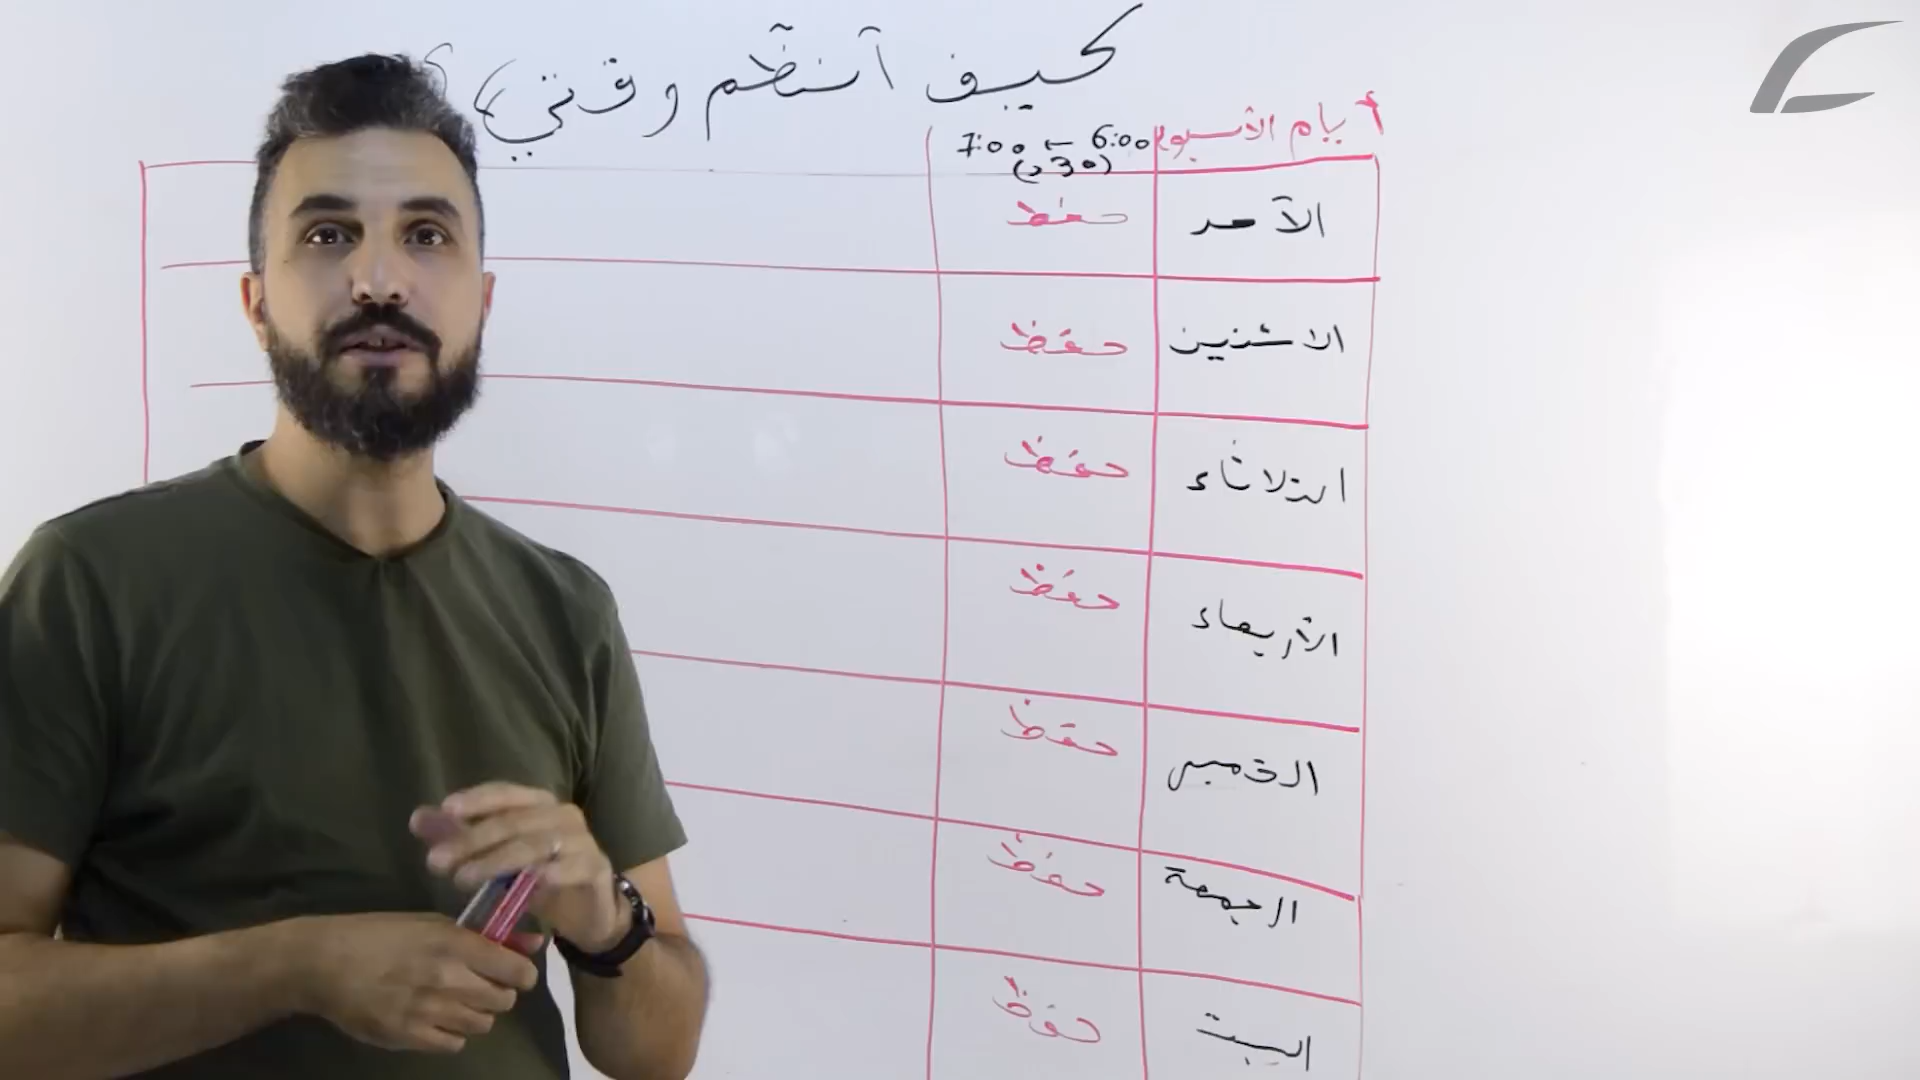 كيف أنظم وقتي؟
أيام الأسبوع 6:00 ← 7:00
(30 د)
الأحد حفظ
الاثنين حفظ
الثلاثاء حفظ
الأربعاء حفظ
الخميس حفظ
الجمعة حفظ
السبت حفظ